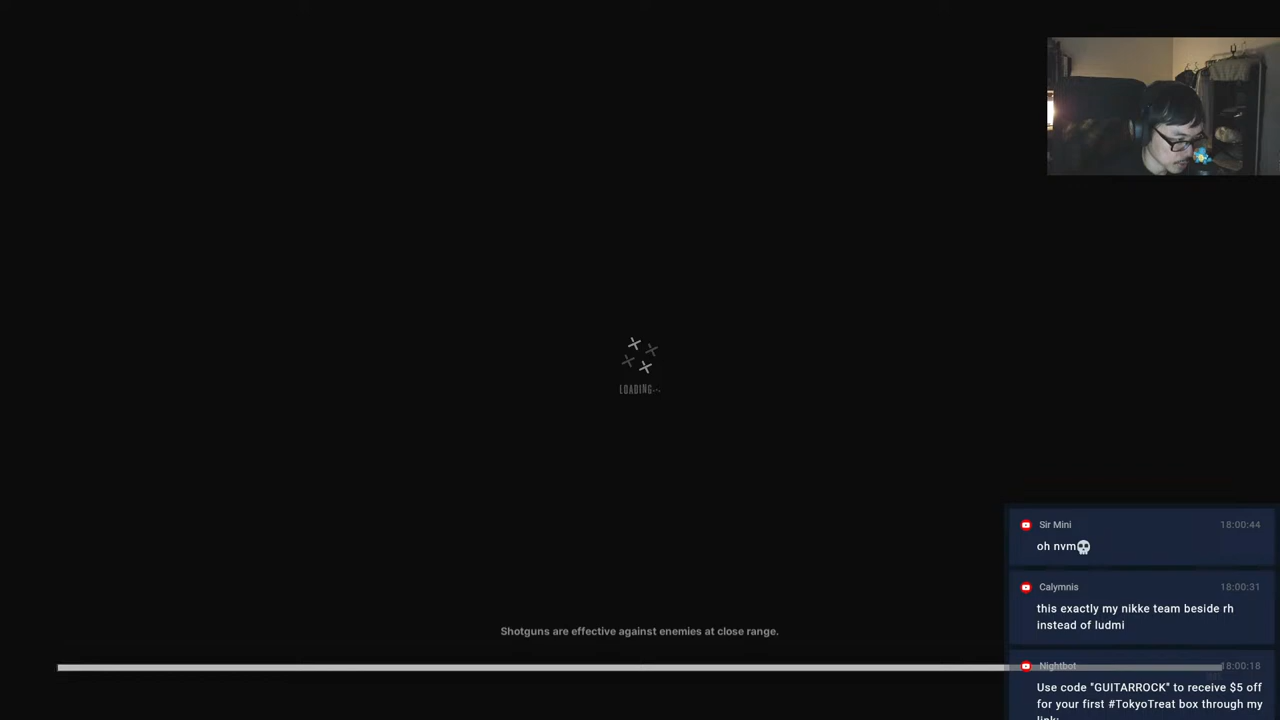 LOADING...
Shotguns are effective against enemies at close range.
Sir Mini 18:00:44
oh nvm💀
Calymnis 18:00:31
this exactly my nikke team beside rh
instead of ludmi
Nightbot 18:00:18
Use code "GUITARROCK" to receive $5 off
for your first #TokyoTreat box through my